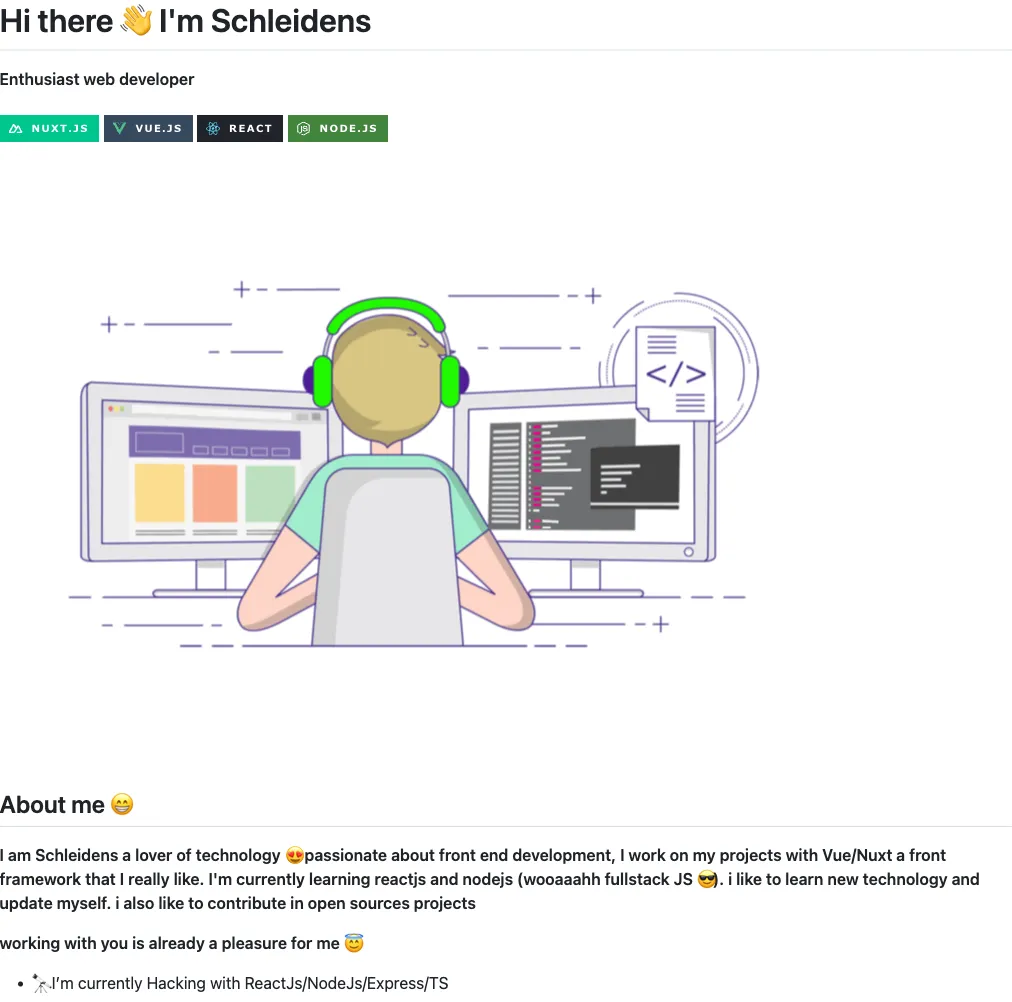 Hi there 👋 I'm Schleidens
Enthusiast web developer
NUXT.JS VUE.JS REACT NODE.JS
</>
About me 😁
I am Schleidens a lover of technology 😍passionate about front end development, I work on my projects with Vue/Nuxt a front
framework that I really like. I'm currently learning reactjs and nodejs (wooaaahh fullstack JS 😎). i like to learn new technology and
update myself. i also like to contribute in open sources projects
working with you is already a pleasure for me 😇
• 🔭I’m currently Hacking with ReactJs/NodeJs/Express/TS